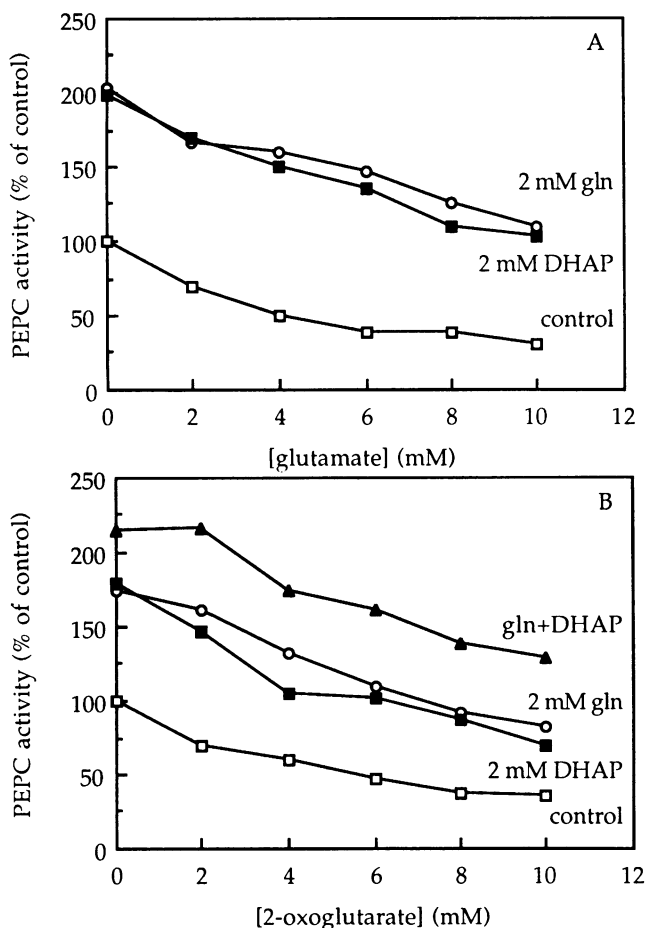 250
A
200
2 mM gln
150
2 mM DHAP
100
control
50
0
PEPC activity (% of control)
0 2 4 6 8 10 12
[glutamate] (mM)
250
B
200
gln+DHAP
150
2 mM gln
100
2 mM DHAP
50
control
0
PEPC activity (% of control)
0 2 4 6 8 10 12
[2-oxoglutarate] (mM)